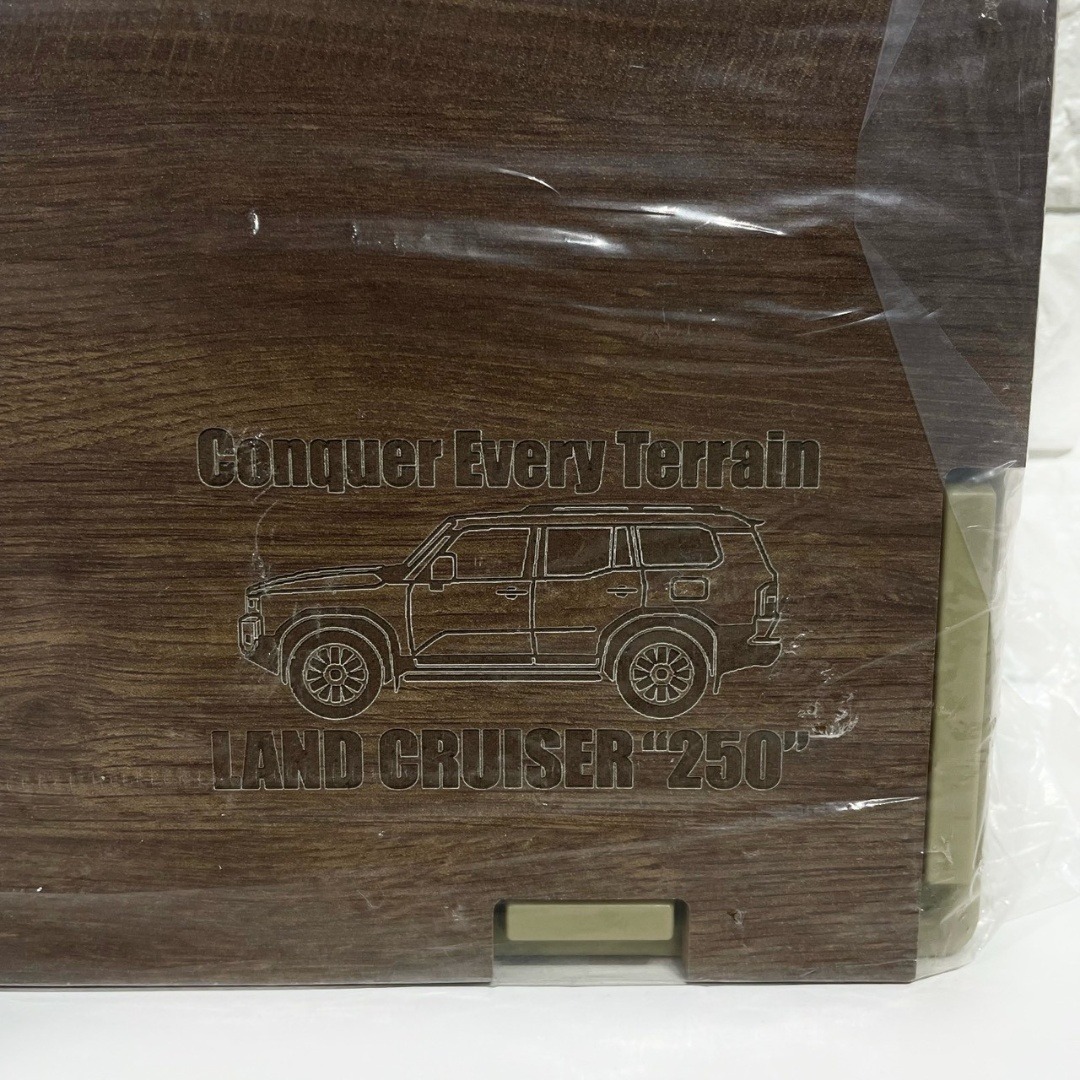 Conquer Every Terrain
LAND CRUISER “250”